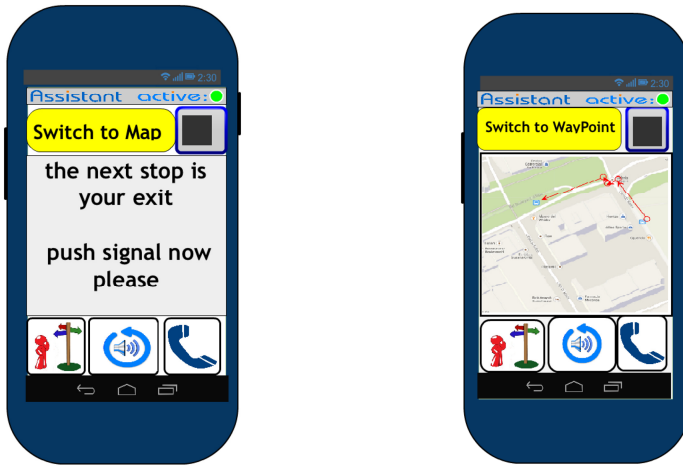 2:30
Assistant active:
Switch to Map
the next stop is
your exit
push signal now
please
2:30
Assistant active:
Switch to WayPoint